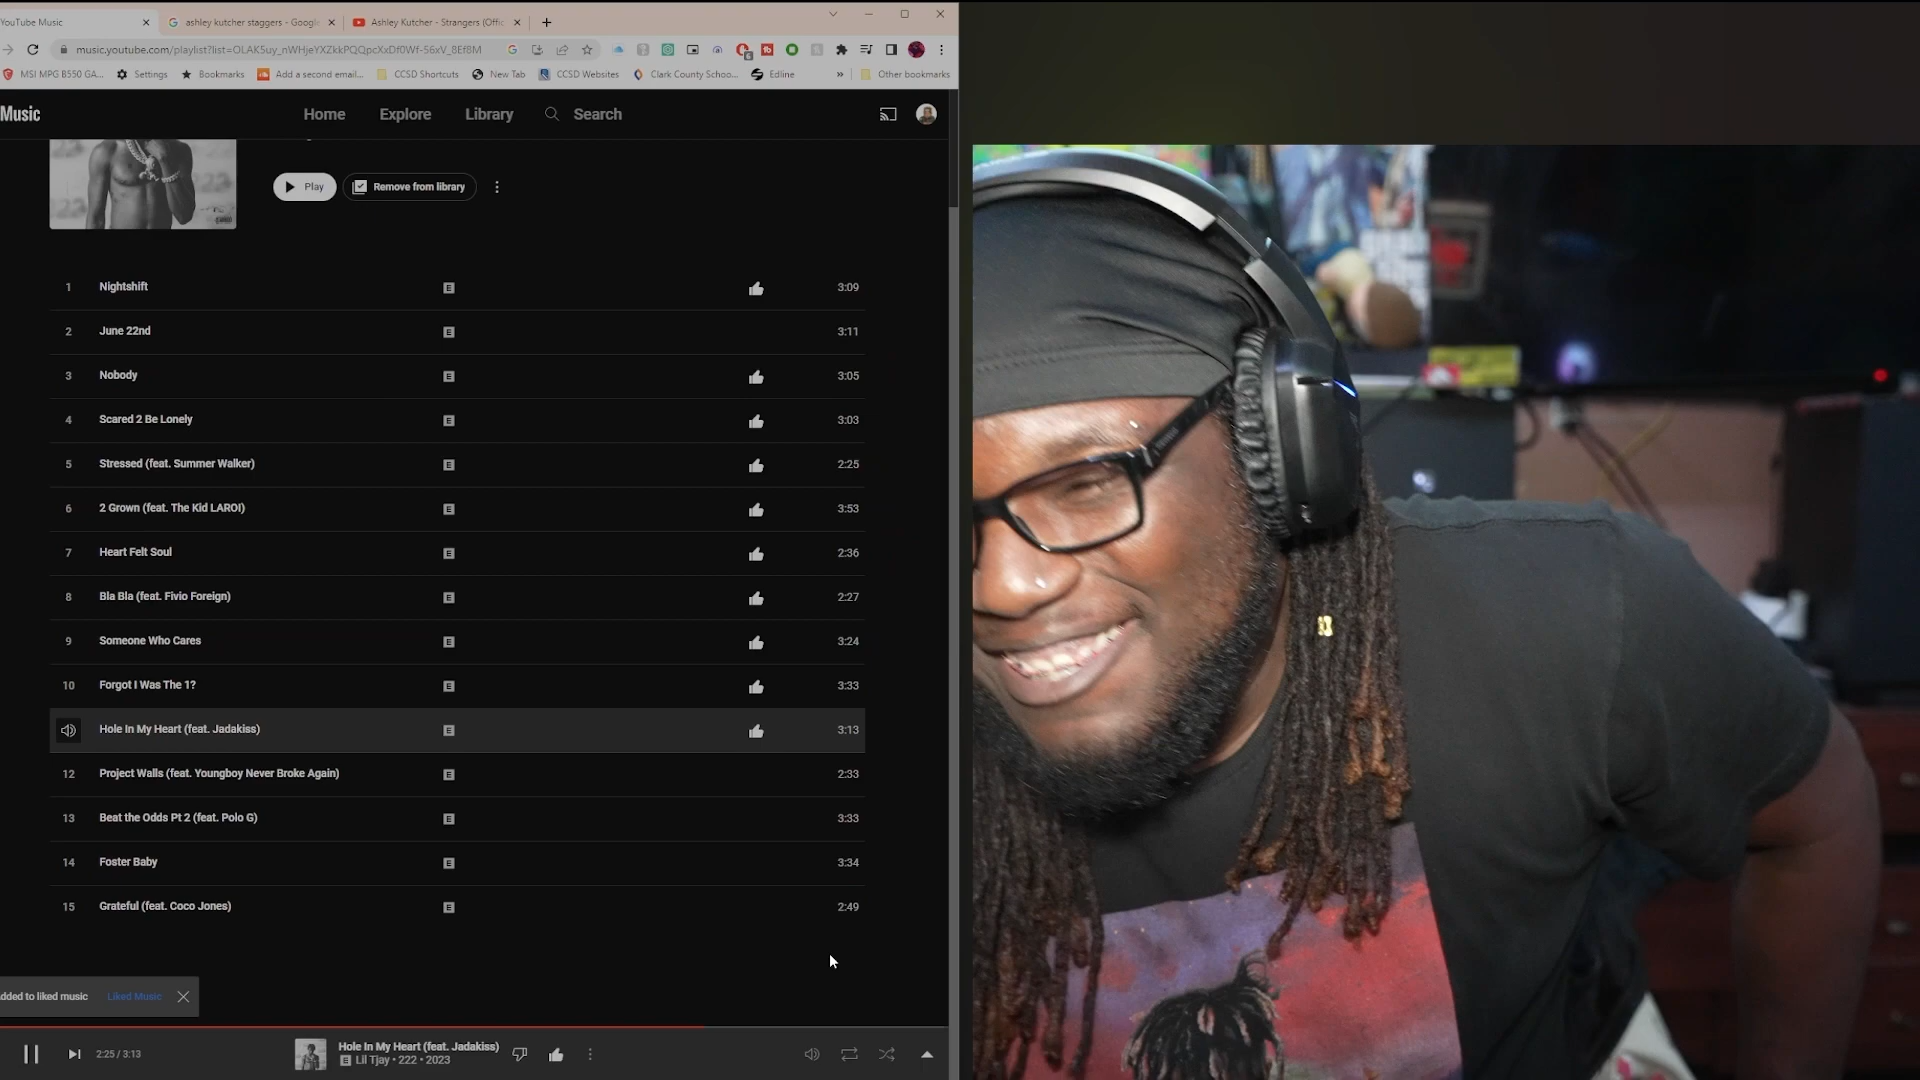 YouTube Music
ashley kutcher staggers - Google
Ashley Kutcher - Strangers (Offic
music.youtube.com/playlist?list=OLAK5uy_nWHjeYXZkkPQQpcXxDf0Wf-S6xV_8Ef8M
MSI MPG B550 GA...
Settings
Bookmarks
Add a second email...
CCSD Shortcuts
New Tab
CCSD Websites
Clark County Schoo...
Edline
»
Other bookmarks
Music
Home
Explore
Library
Search
Play
Remove from library
1 Nightshift E 3:09
2 June 22nd E 3:11
3 Nobody E 3:05
4 Scared 2 Be Lonely E 3:03
5 Stressed (feat. Summer Walker) E 2:25
6 2 Grown (feat. The Kid LAROI) E 3:53
7 Heart Felt Soul E 2:36
8 Bla Bla (feat. Fivio Foreign) E 2:27
9 Someone Who Cares E 3:24
10 Forgot I Was The 1? E 3:33
Hole In My Heart (feat. Jadakiss) E 3:13
12 Project Walls (feat. Youngboy Never Broke Again) E 2:33
13 Beat the Odds Pt 2 (feat. Polo G) E 3:33
14 Foster Baby E 3:34
15 Grateful (feat. Coco Jones) E 2:49
dded to liked music Liked Music
2:25 / 3:13
Hole In My Heart (feat. Jadakiss)
E Lil Tjay • 222 • 2023